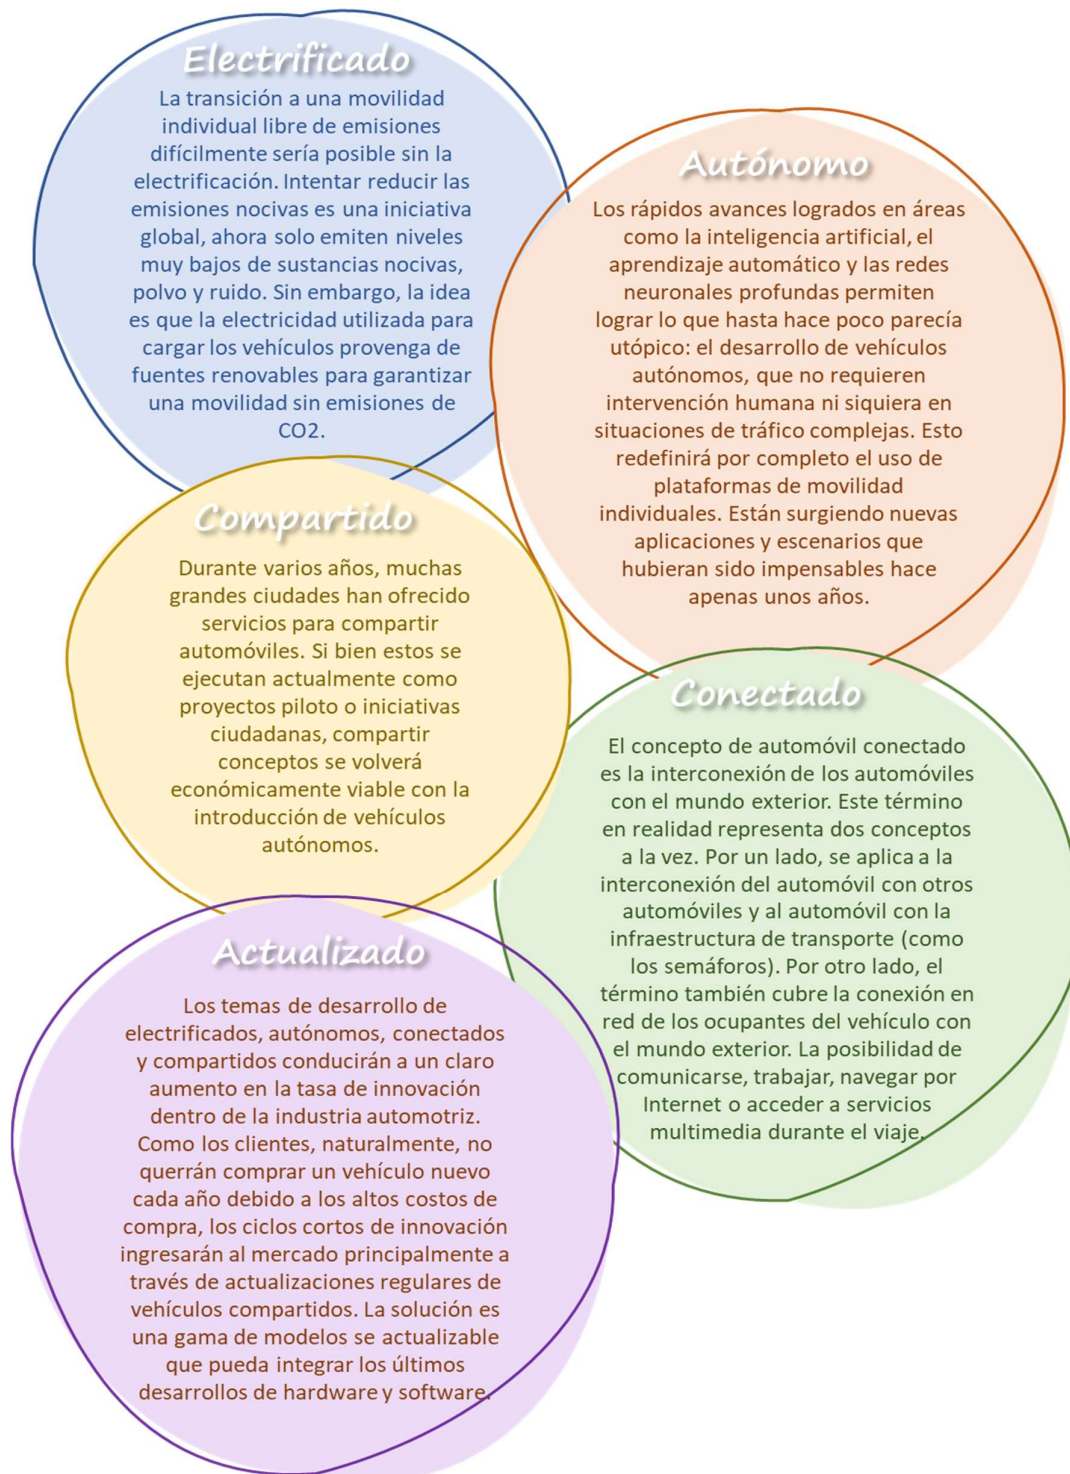 Electrificado
La transición a una movilidad
individual libre de emisiones
difícilmente sería posible sin la
electrificación. Intentar reducir las
emisiones nocivas es una iniciativa
global, ahora solo emiten niveles
muy bajos de sustancias nocivas,
polvo y ruido. Sin embargo, la idea
es que la electricidad utilizada para
cargar los vehículos provenga de
fuentes renovables para garantizar
una movilidad sin emisiones de
CO2.
Autónomo
Los rápidos avances logrados en áreas
como la inteligencia artificial, el
aprendizaje automático y las redes
neuronales profundas permiten
lograr lo que hasta hace poco parecía
utópico: el desarrollo de vehículos
autónomos, que no requieren
intervención humana ni siquiera en
situaciones de tráfico complejas. Esto
redefinirá por completo el uso de
plataformas de movilidad
individuales. Están surgiendo nuevas
aplicaciones y escenarios que
hubieran sido impensables hace
apenas unos años.
Compartido
Durante varios años, muchas
grandes ciudades han ofrecido
servicios para compartir
automóviles. Si bien estos se
ejecutan actualmente como
proyectos piloto o iniciativas
ciudadanas, compartir
conceptos se volverá
económicamente viable con la
introducción de vehículos
autónomos.
Conectado
El concepto de automóvil conectado
es la interconexión de los automóviles
con el mundo exterior. Este término
en realidad representa dos conceptos
a la vez. Por un lado, se aplica a la
interconexión del automóvil con otros
automóviles y al automóvil con la
infraestructura de transporte (como
los semáforos). Por otro lado, el
término también cubre la conexión en
red de los ocupantes del vehículo con
el mundo exterior. La posibilidad de
comunicarse, trabajar, navegar por
Internet o acceder a servicios
multimedia durante el viaje.
Actualizado
Los temas de desarrollo de
electrificados, autónomos, conectados
y compartidos conducirán a un claro
aumento en la tasa de innovación
dentro de la industria automotriz.
Como los clientes, naturalmente, no
querrán comprar un vehículo nuevo
cada año debido a los altos costos de
compra, los ciclos cortos de innovación
ingresarán al mercado principalmente a
través de actualizaciones regulares de
vehículos compartidos. La solución es
una gama de modelos se actualizable
que pueda integrar los últimos
desarrollos de hardware y software.